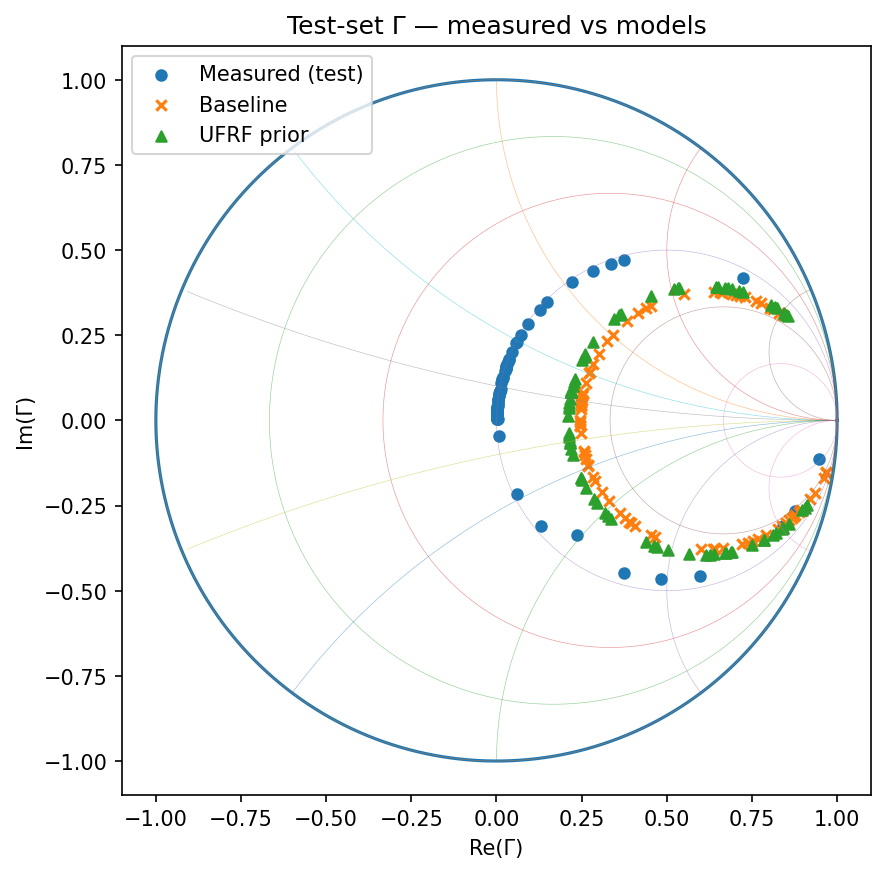 Test-set Γ — measured vs models
Measured (test)
Baseline
UFRF prior
1.00
0.75
0.50
0.25
0.00
−0.25
−0.50
−0.75
−1.00
Im(Γ)
−1.00 −0.75 −0.50 −0.25 0.00 0.25 0.50 0.75 1.00
Re(Γ)